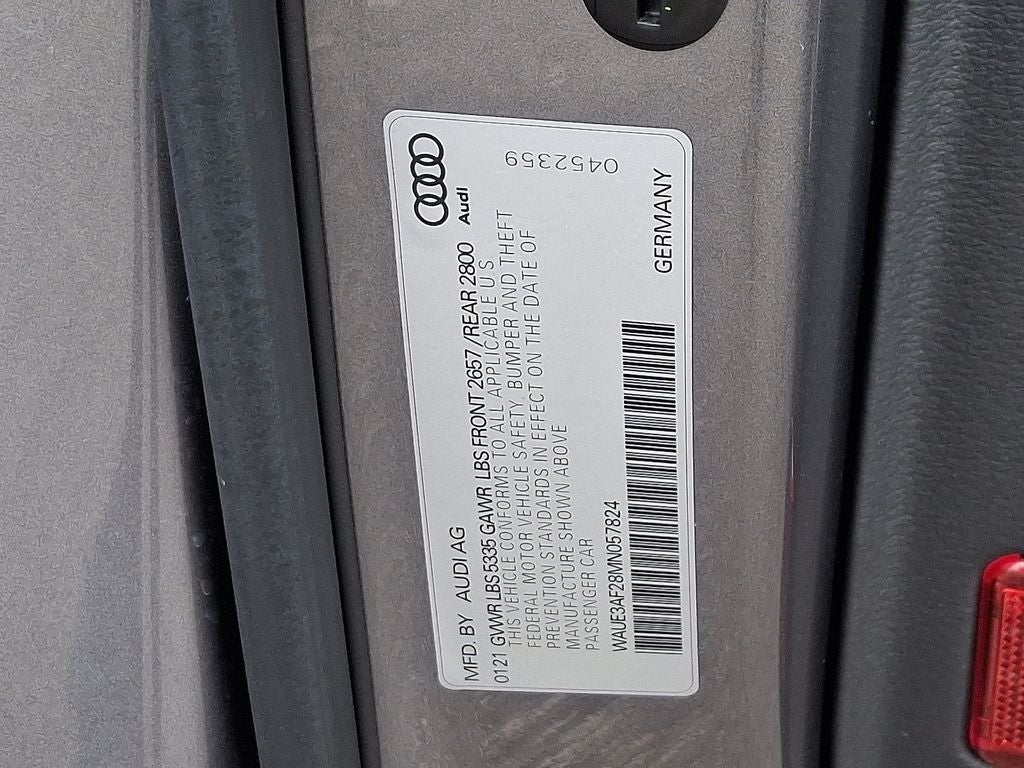 Audi
MFD. BY AUDI AG
0121 GVWR LBS 5335 GAWR LBS FRONT 2657 / REAR 2800
THIS VEHICLE CONFORMS TO ALL APPLICABLE U S
FEDERAL MOTOR VEHICLE SAFETY, BUMPER AND THEFT
PREVENTION STANDARDS IN EFFECT ON THE DATE OF
MANUFACTURE SHOWN ABOVE
PASSENGER CAR
WAUE3AF28MN057824
GERMANY
0452359